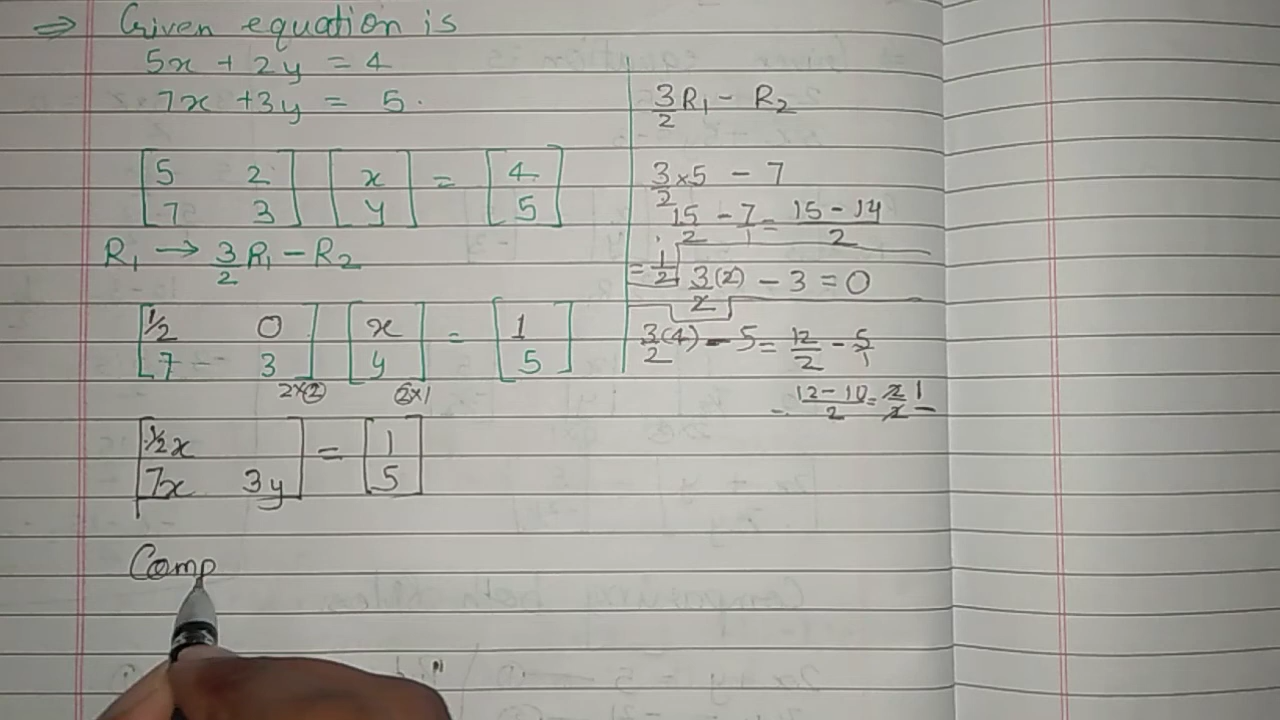 ⇒ Given equation is
5x + 2y = 4
7x + 3y = 5.
[5 2] [x] = [4]
[7 3] [y] [5]
R₁ → 3/2 R₁ − R₂
[1/2 0] [x] = [1]
[7 3] [y] [5]
2×2 2×1
[1/2x ] = [1]
[7x 3y] [5]
Comp
3/2 R₁ − R₂
3/2 × 5 − 7
15/2 − 7/1 = 15 − 14/2
= 1/2
3(2)/2 − 3 = 0
3(4)/2 − 5 = 12/2 − 5/1
12 − 10/2 = 2/2 1